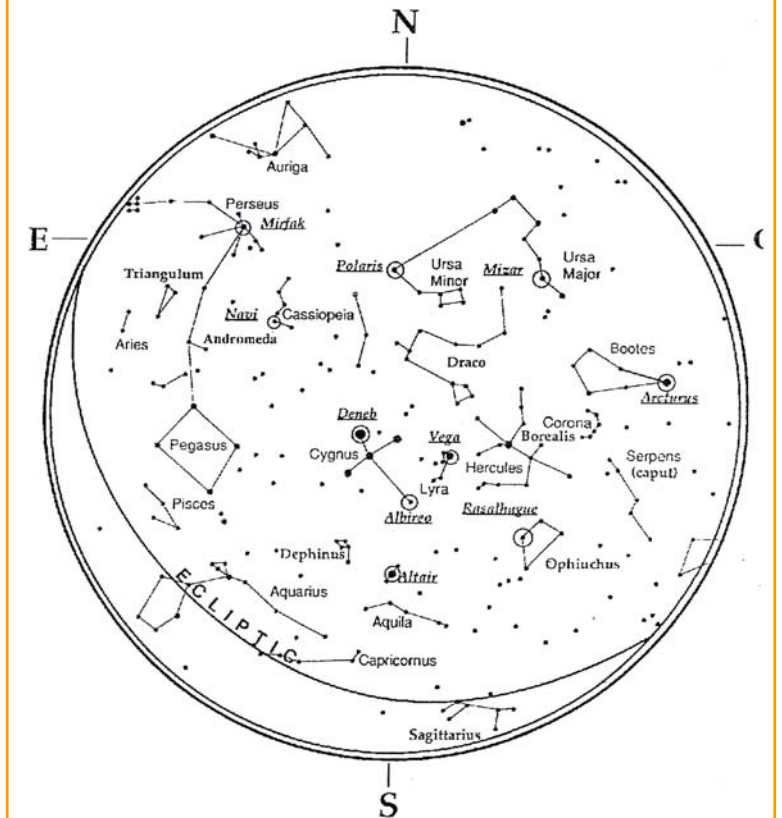 N
Auriga
Perseus
Mirfak
E
Polaris
Ursa
Minor
Mizar
Ursa
Major
Triangulum
Navi
Cassiopeia
Aries
Andromeda
Draco
Bootes
Arcturus
Deneb
Vega
Corona
Borealis
Pegasus
Cygnus
Hercules
Serpens
(caput)
Lyra
Pisces
Albireo
Rasalhague
Dephinus
Altair
Ophiuchus
Aquarius
ECLIPTIC
Aquila
Capricornus
Sagittarius
S